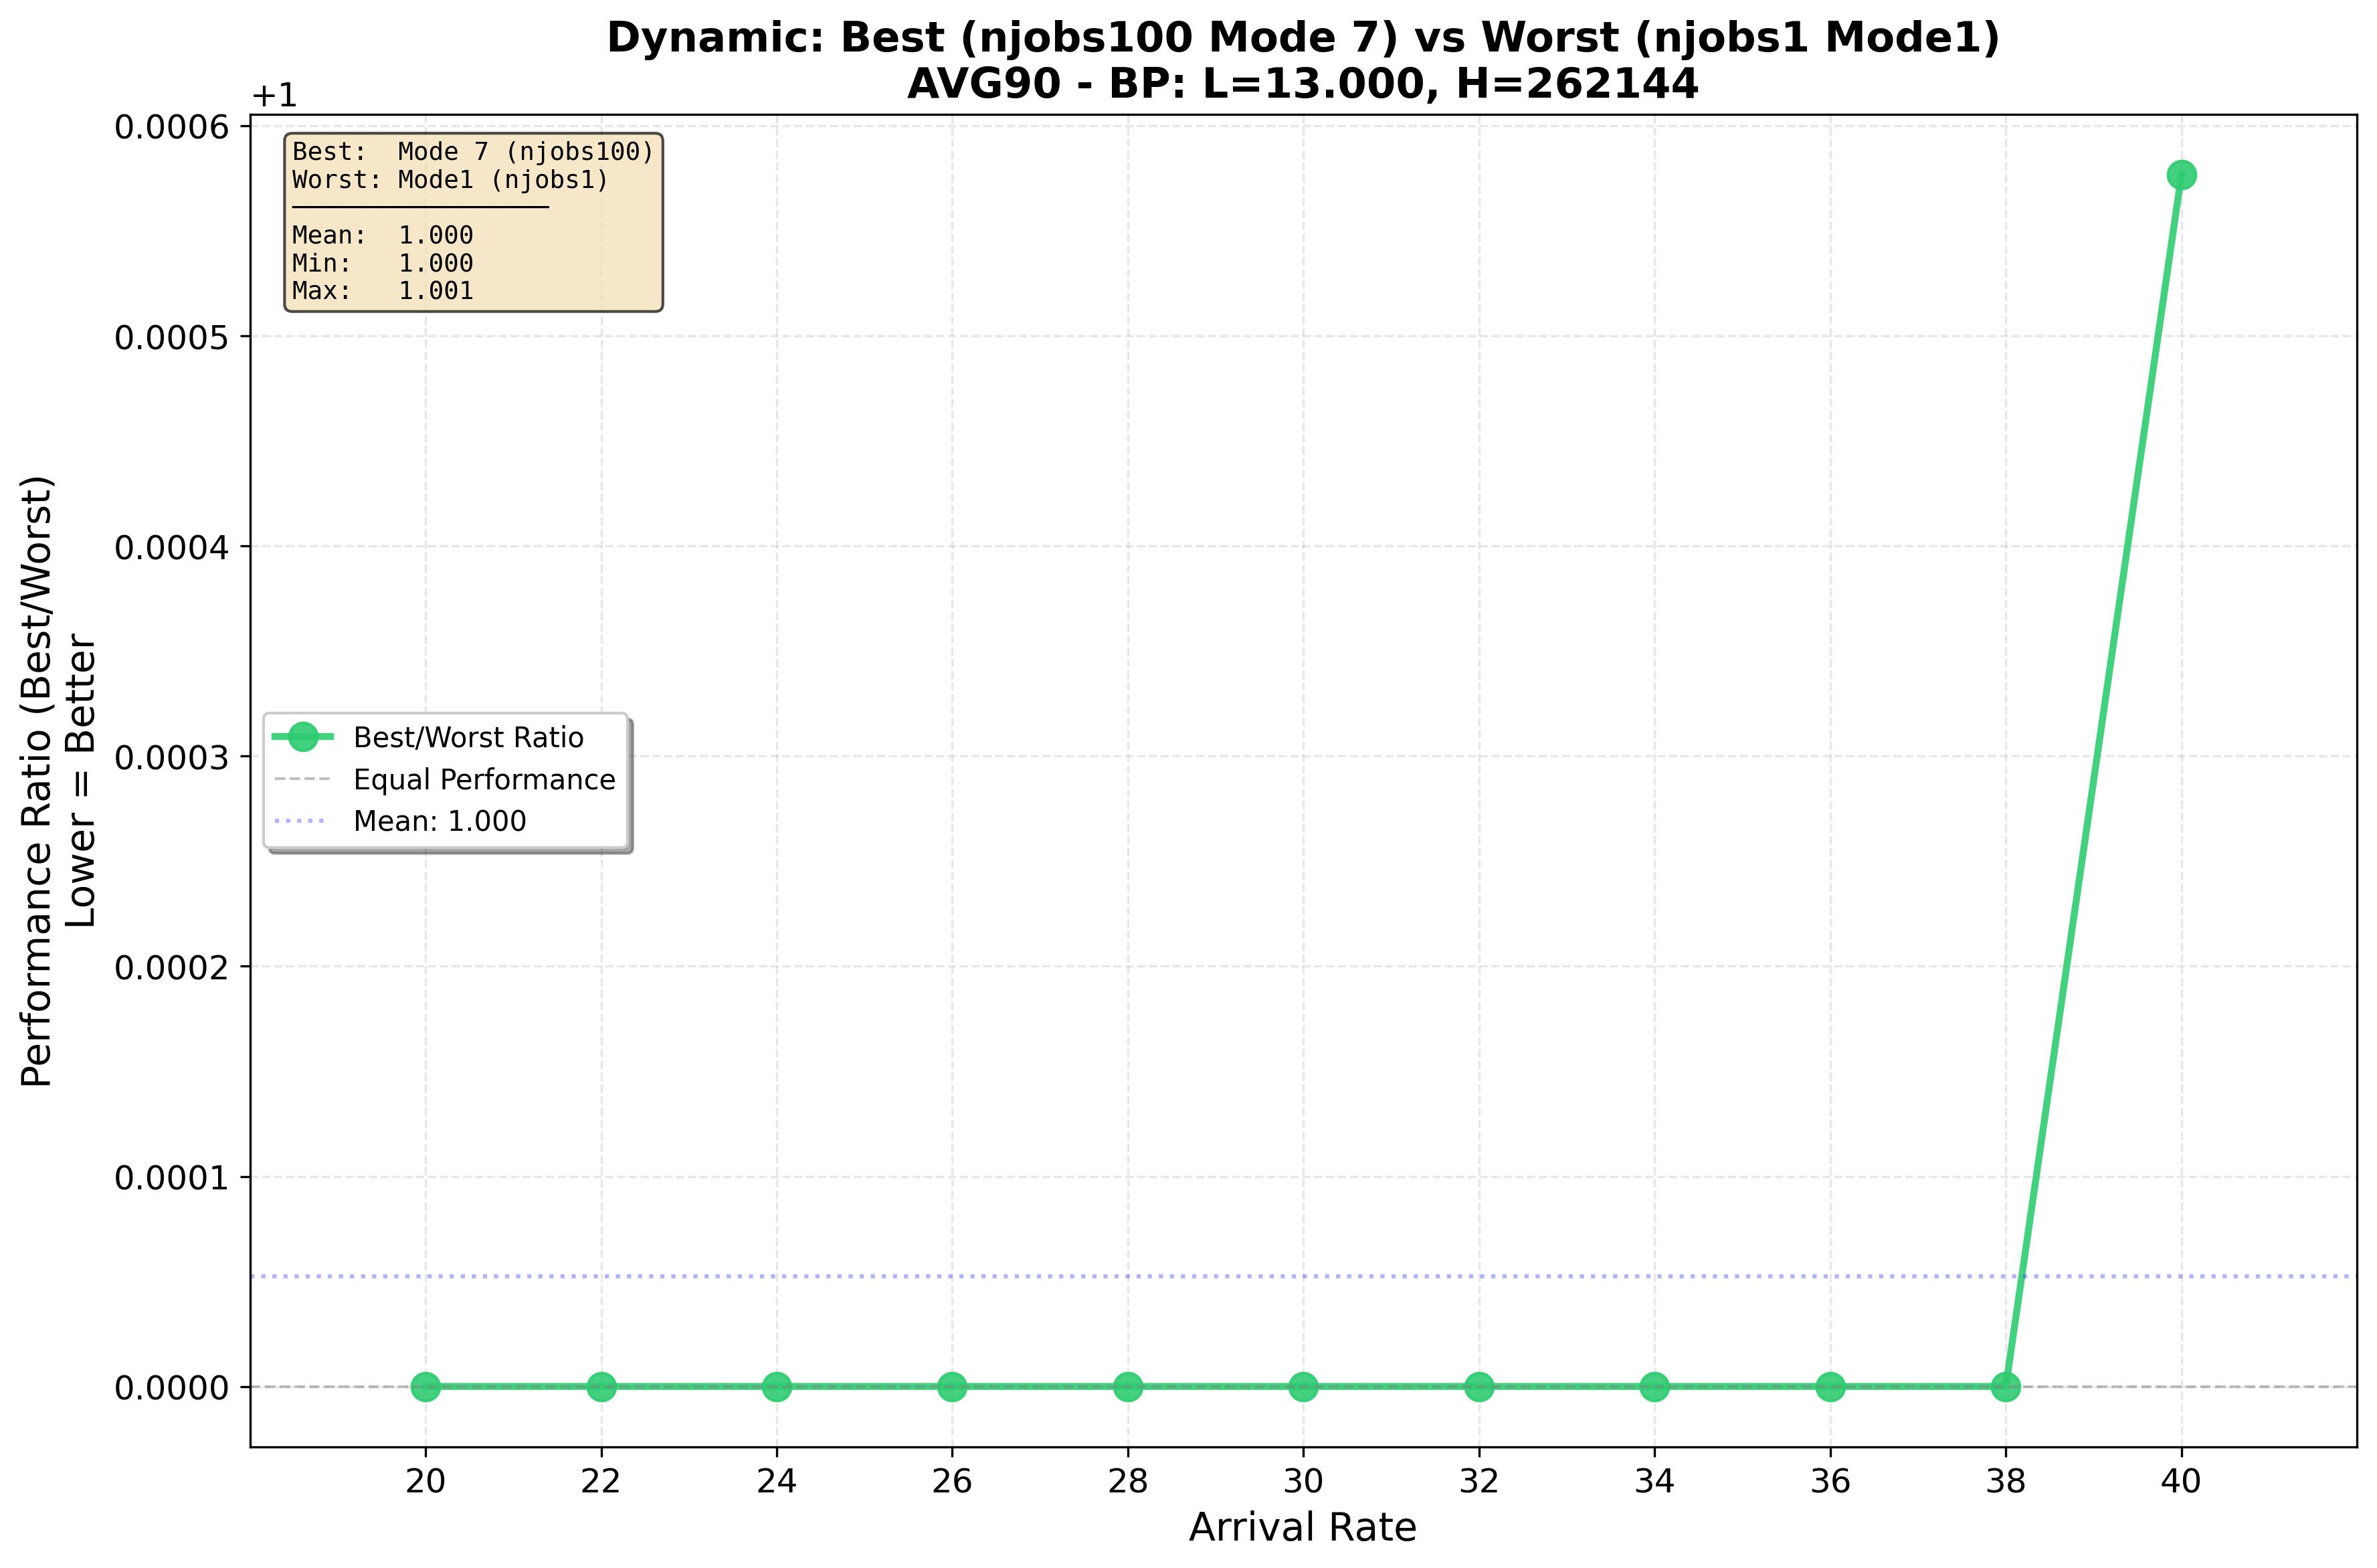 Dynamic: Best (njobs100 Mode 7) vs Worst (njobs1 Mode1)
AVG90 - BP: L=13.000, H=262144
+1
0.0006
0.0005
0.0004
0.0003
0.0002
0.0001
0.0000
Performance Ratio (Best/Worst)
Lower = Better
Best:  Mode 7 (njobs100)
Worst: Mode1 (njobs1)
Mean:  1.000
Min:   1.000
Max:   1.001
Best/Worst Ratio
Equal Performance
Mean: 1.000
20 22 24 26 28 30 32 34 36 38 40
Arrival Rate